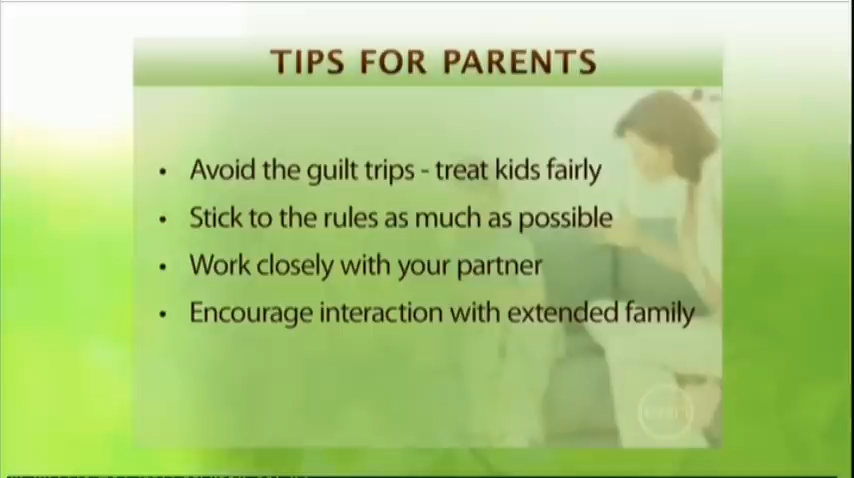 TIPS FOR PARENTS
• Avoid the guilt trips - treat kids fairly
• Stick to the rules as much as possible
• Work closely with your partner
• Encourage interaction with extended family